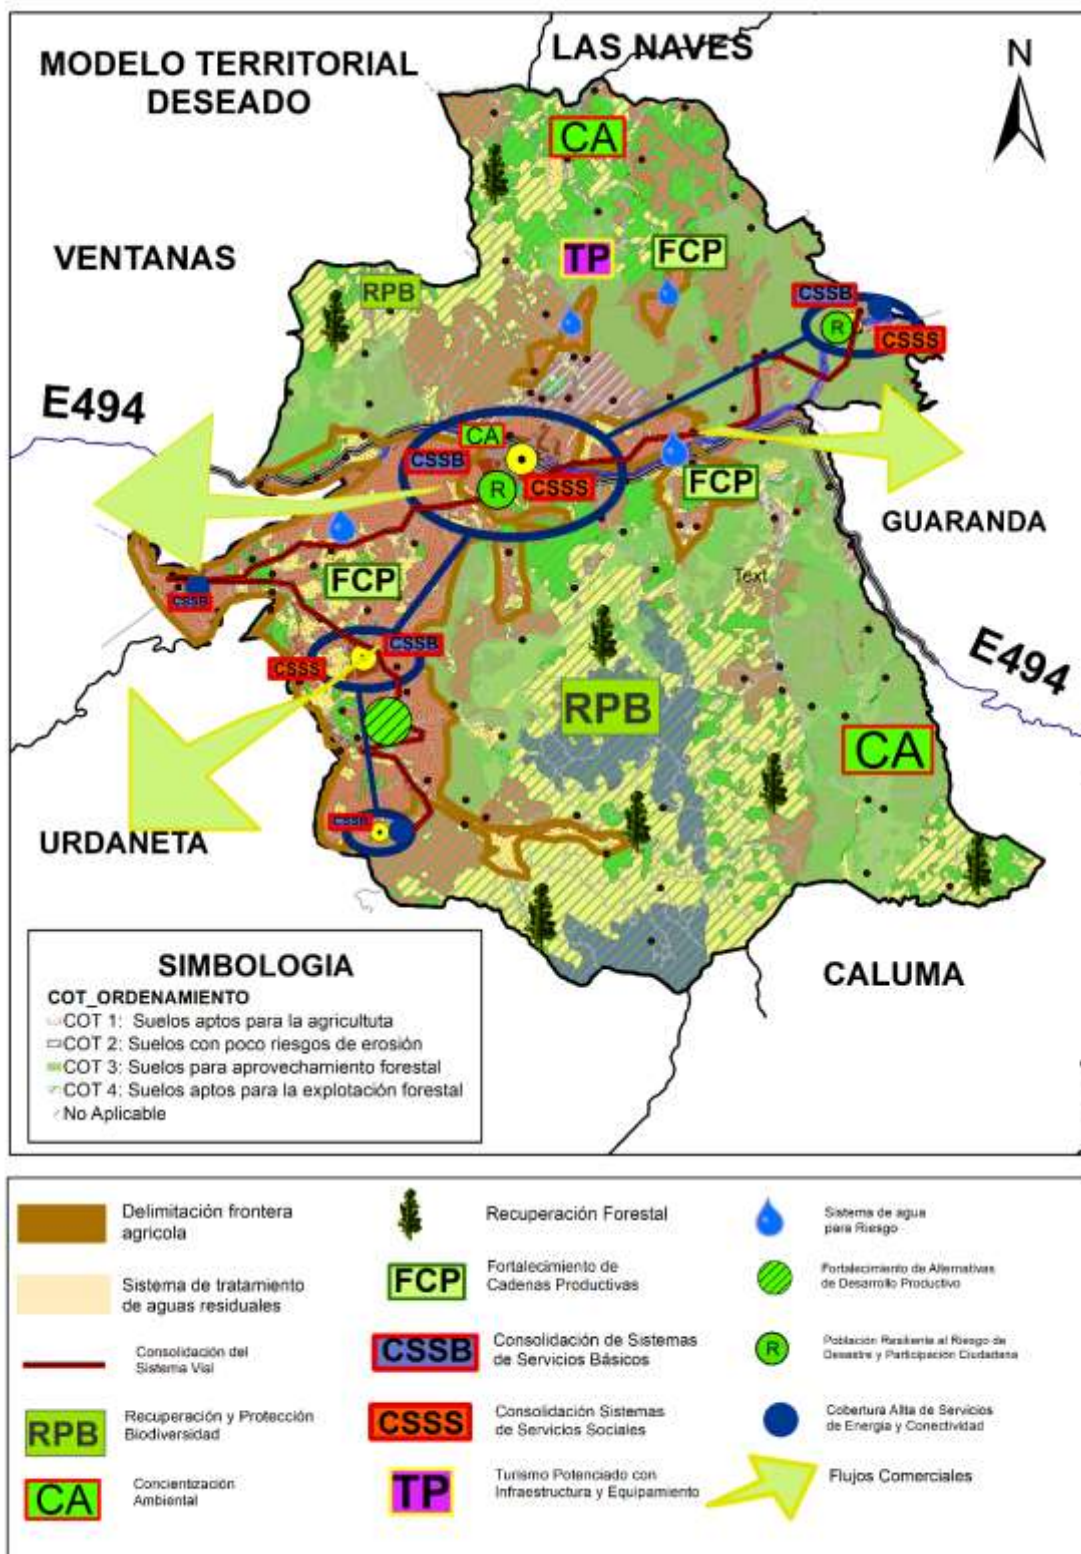 MODELO TERRITORIAL
DESEADO
LAS NAVES
N
CA
VENTANAS
TP
FCP
RPB
CSSB
R
CSSS
E494
CA
CSSB
R
CSSS
FCP
GUARANDA
Text
FCP
CSSB
CSSB
CSSS
E494
RPB
CA
CSSB
URDANETA
CALUMA
SIMBOLOGIA
COT_ORDENAMIENTO
COT 1: Suelos aptos para la agricultuta
COT 2: Suelos con poco riesgos de erosión
COT 3: Suelos para aprovechamiento forestal
COT 4: Suelos aptos para la explotación forestal
No Aplicable
Delimitación frontera
agricola
Sistema de tratamiento
de aguas residuales
Consolidación del
Sistema Vial
RPB
Recuperación y Protección
Biodiversidad
CA
Concientización
Ambiental
Recuperación Forestal
FCP
Fortalecimiento de
Cadenas Productivas
CSSB
Consolidación de Sistemas
de Servicios Básicos
CSSS
Consolidación Sistemas
de Servicios Sociales
TP
Turismo Potenciado con
Infraestructura y Equipamiento
Sistema de agua
para Riesgo
Fortalecimiento de Alternativas
de Desarrollo Productivo
R
Población Resiliente al Riesgo de
Desastre y Participación Ciudadana
Cobertura Allta de Servicios
de Energia y Conectividad
Flujos Comerciales